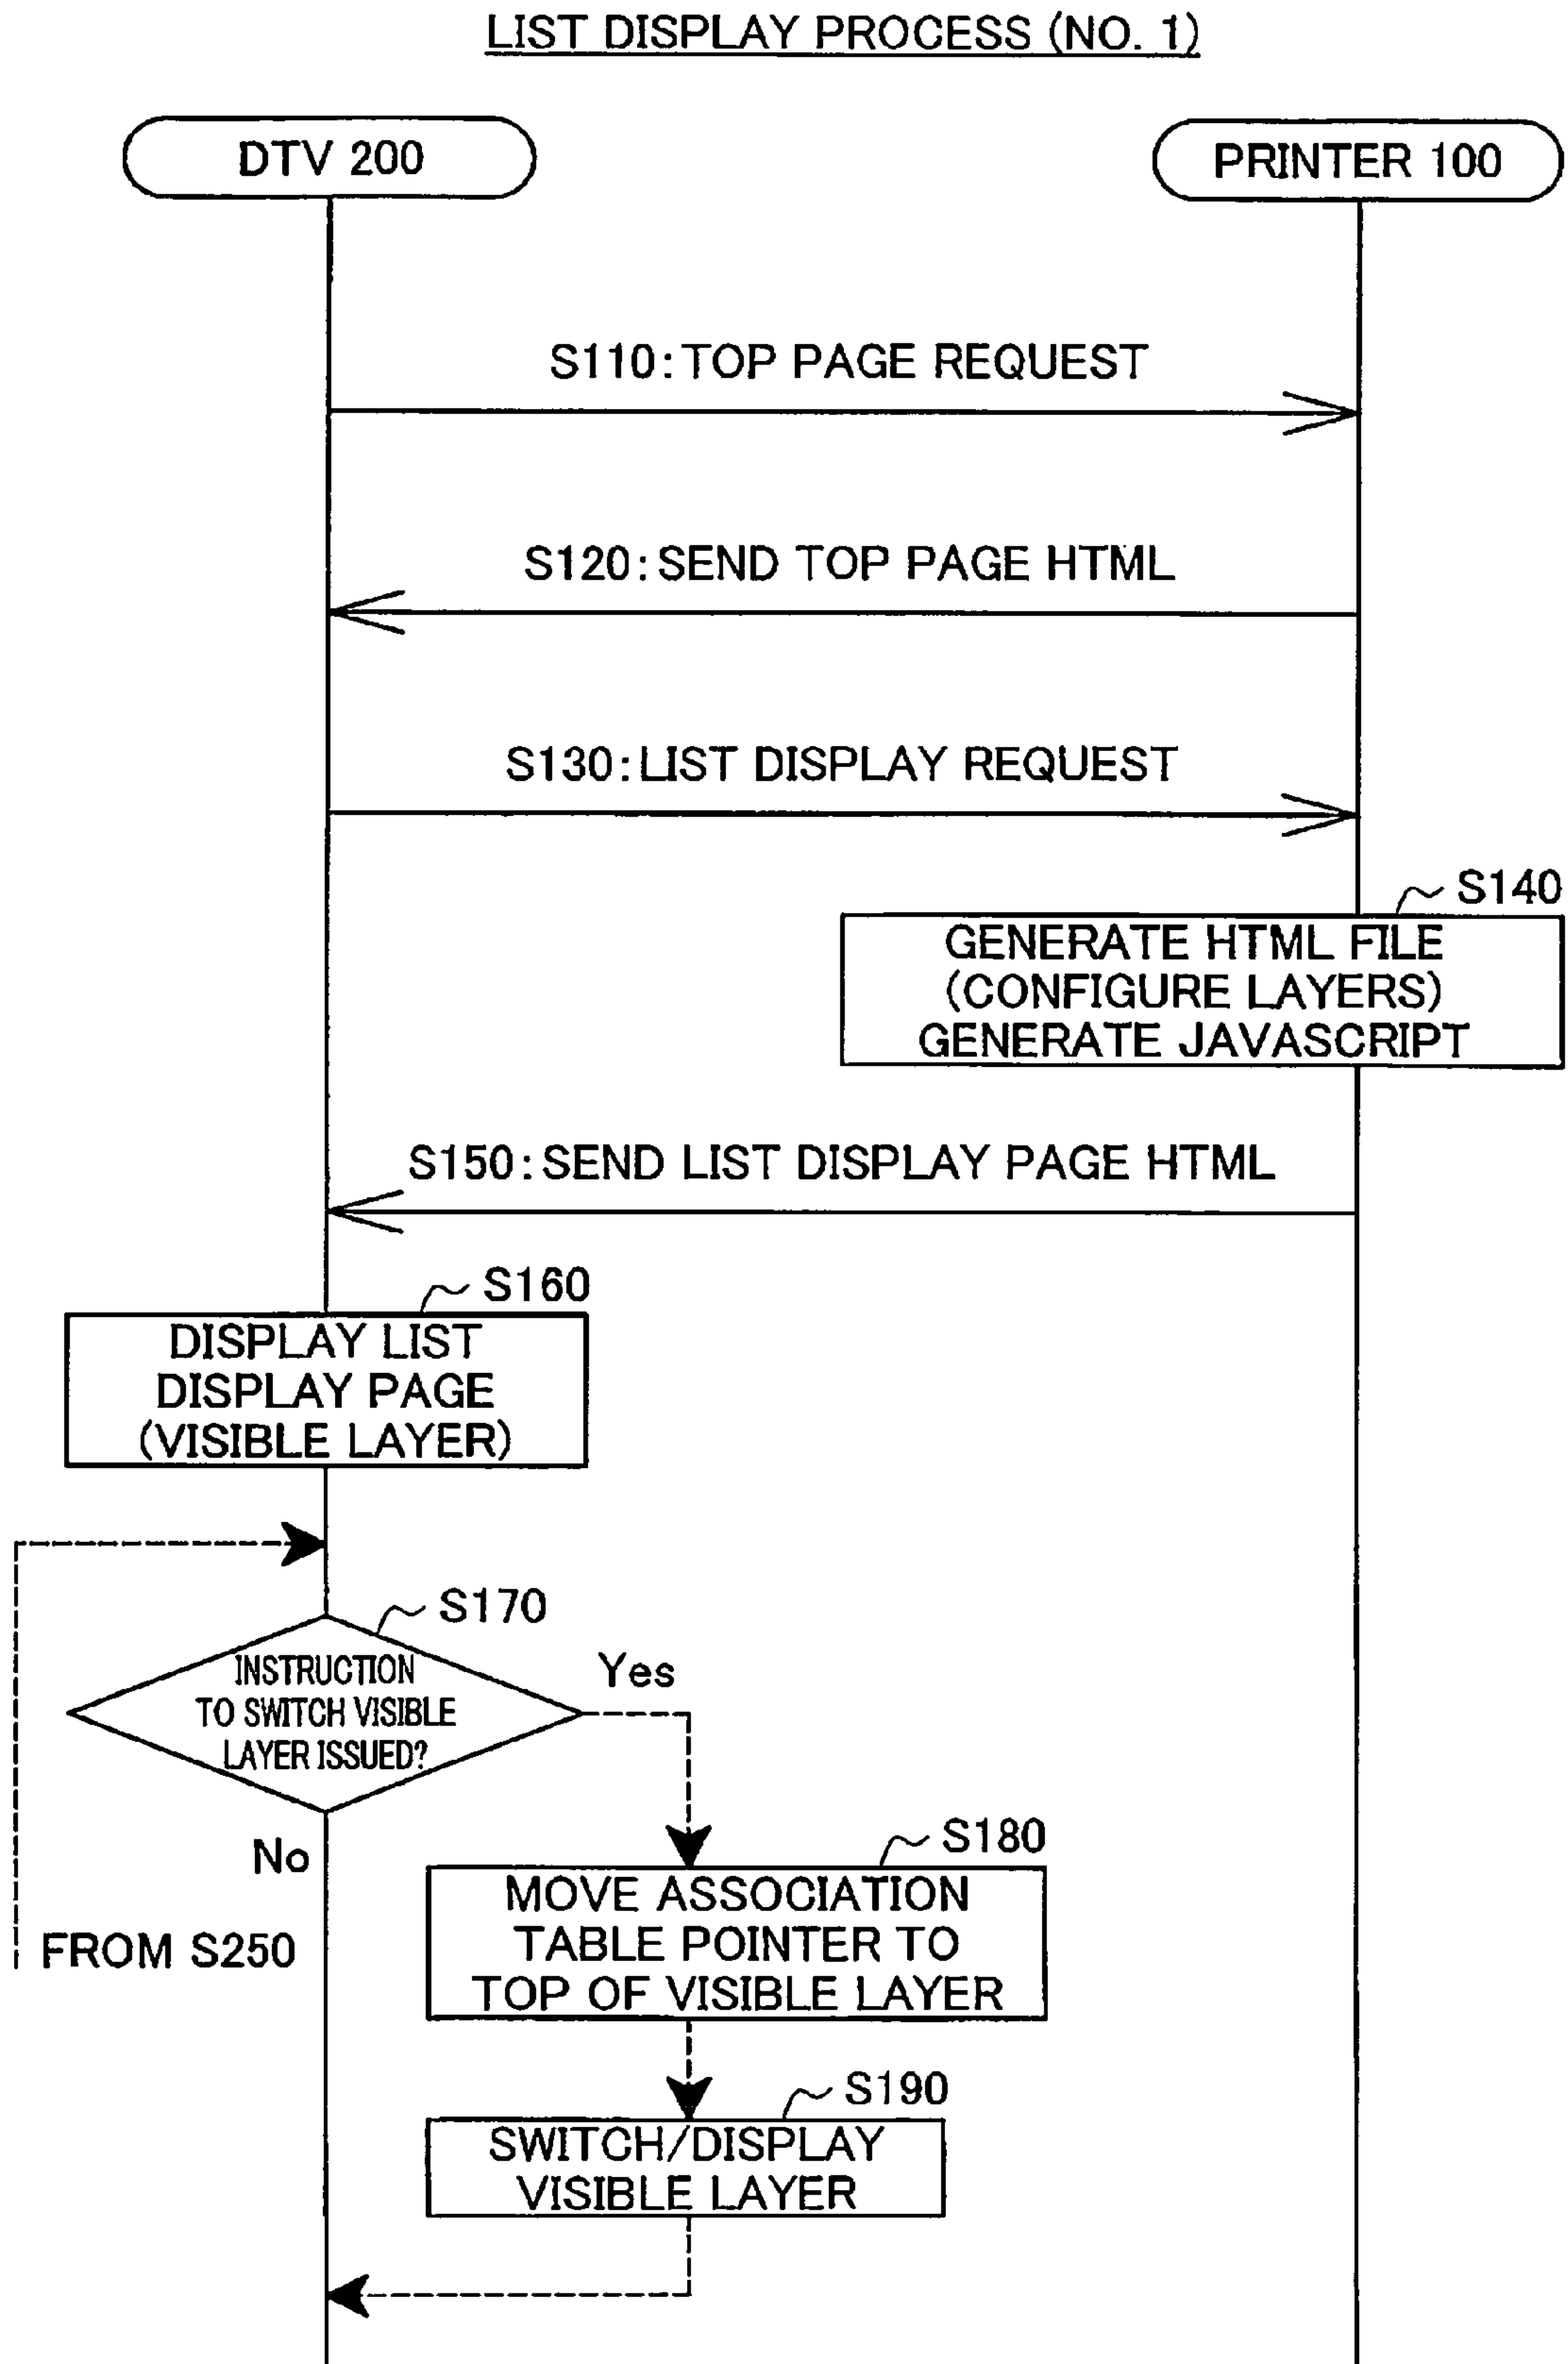 LIST DISPLAY PROCESS (NO. 1)
DTV 200
PRINTER 100
S110:TOP PAGE REQUEST
S120:SEND TOP PAGE HTML
S130:LIST DISPLAY REQUEST
S140
GENERATE HTML FILE
(CONFIGURE LAYERS)
GENERATE JAVASCRIPT
S150:SEND LIST DISPLAY PAGE HTML
S160
DISPLAY LIST
DISPLAY PAGE
(VISIBLE LAYER)
S170
INSTRUCTION
TO SWITCH VISIBLE
LAYER ISSUED?
Yes
No
S180
MOVE ASSOCIATION
TABLE POINTER TO
TOP OF VISIBLE LAYER
FROM S250
S190
SWITCH/DISPLAY
VISIBLE LAYER